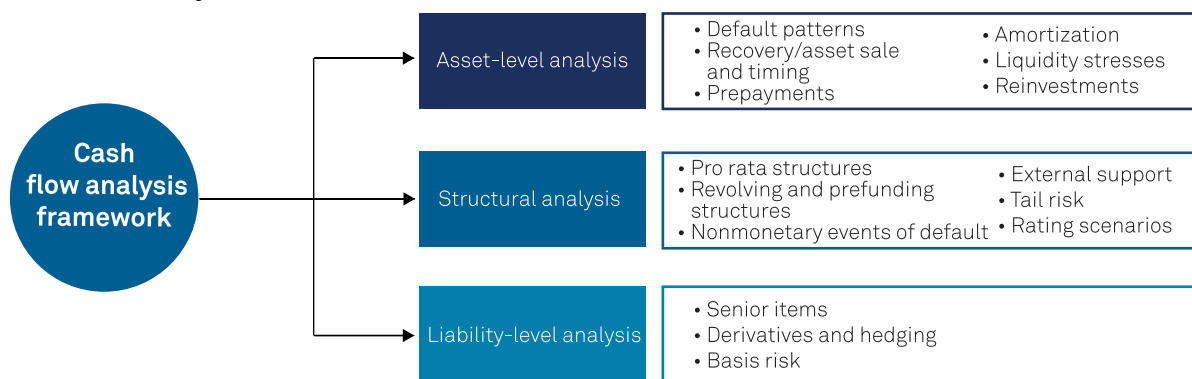 Cash
flow analysis
framework
Asset-level analysis
• Default patterns
• Recovery/asset sale
and timing
• Prepayments
• Amortization
• Liquidity stresses
• Reinvestments
Structural analysis
• Pro rata structures
• Revolving and prefunding
structures
• Nonmonetary events of default
• External support
• Tail risk
• Rating scenarios
Liability-level analysis
• Senior items
• Derivatives and hedging
• Basis risk